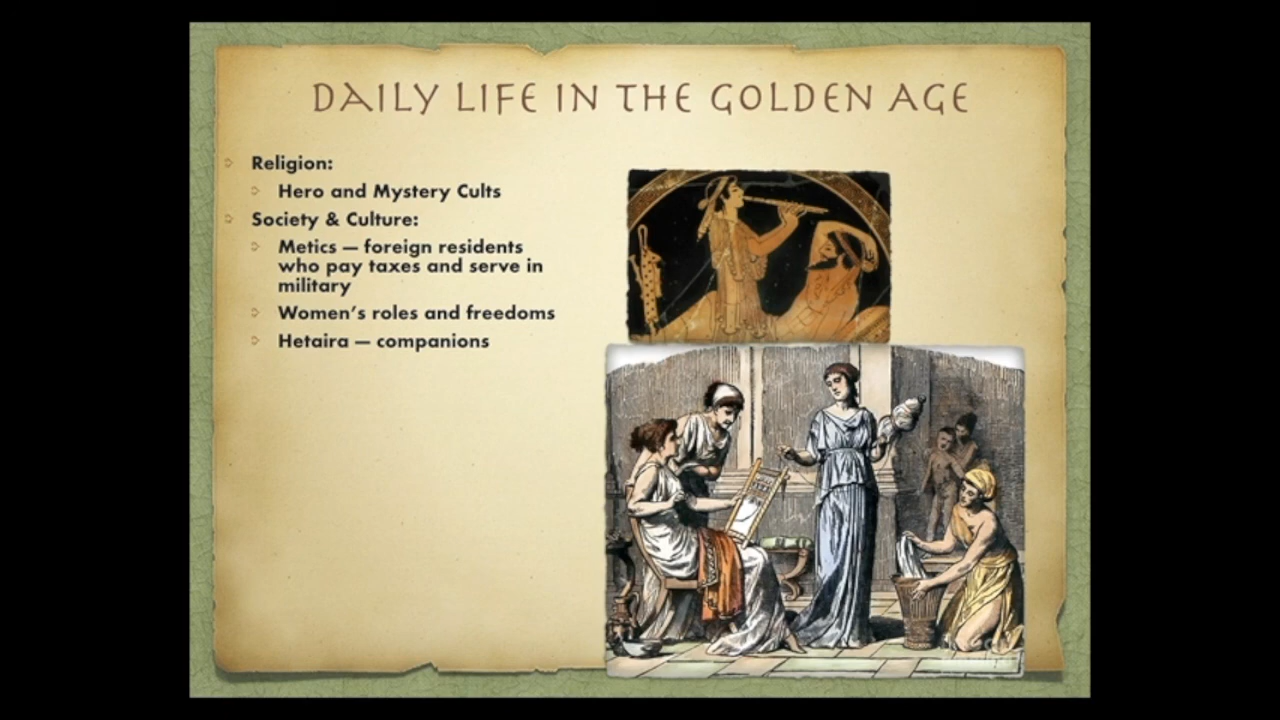 DAILY LIFE IN THE GOLDEN AGE
Religion:
Hero and Mystery Cults
Society & Culture:
Metics — foreign residents
who pay taxes and serve in
military
Women's roles and freedoms
Hetaira — companions